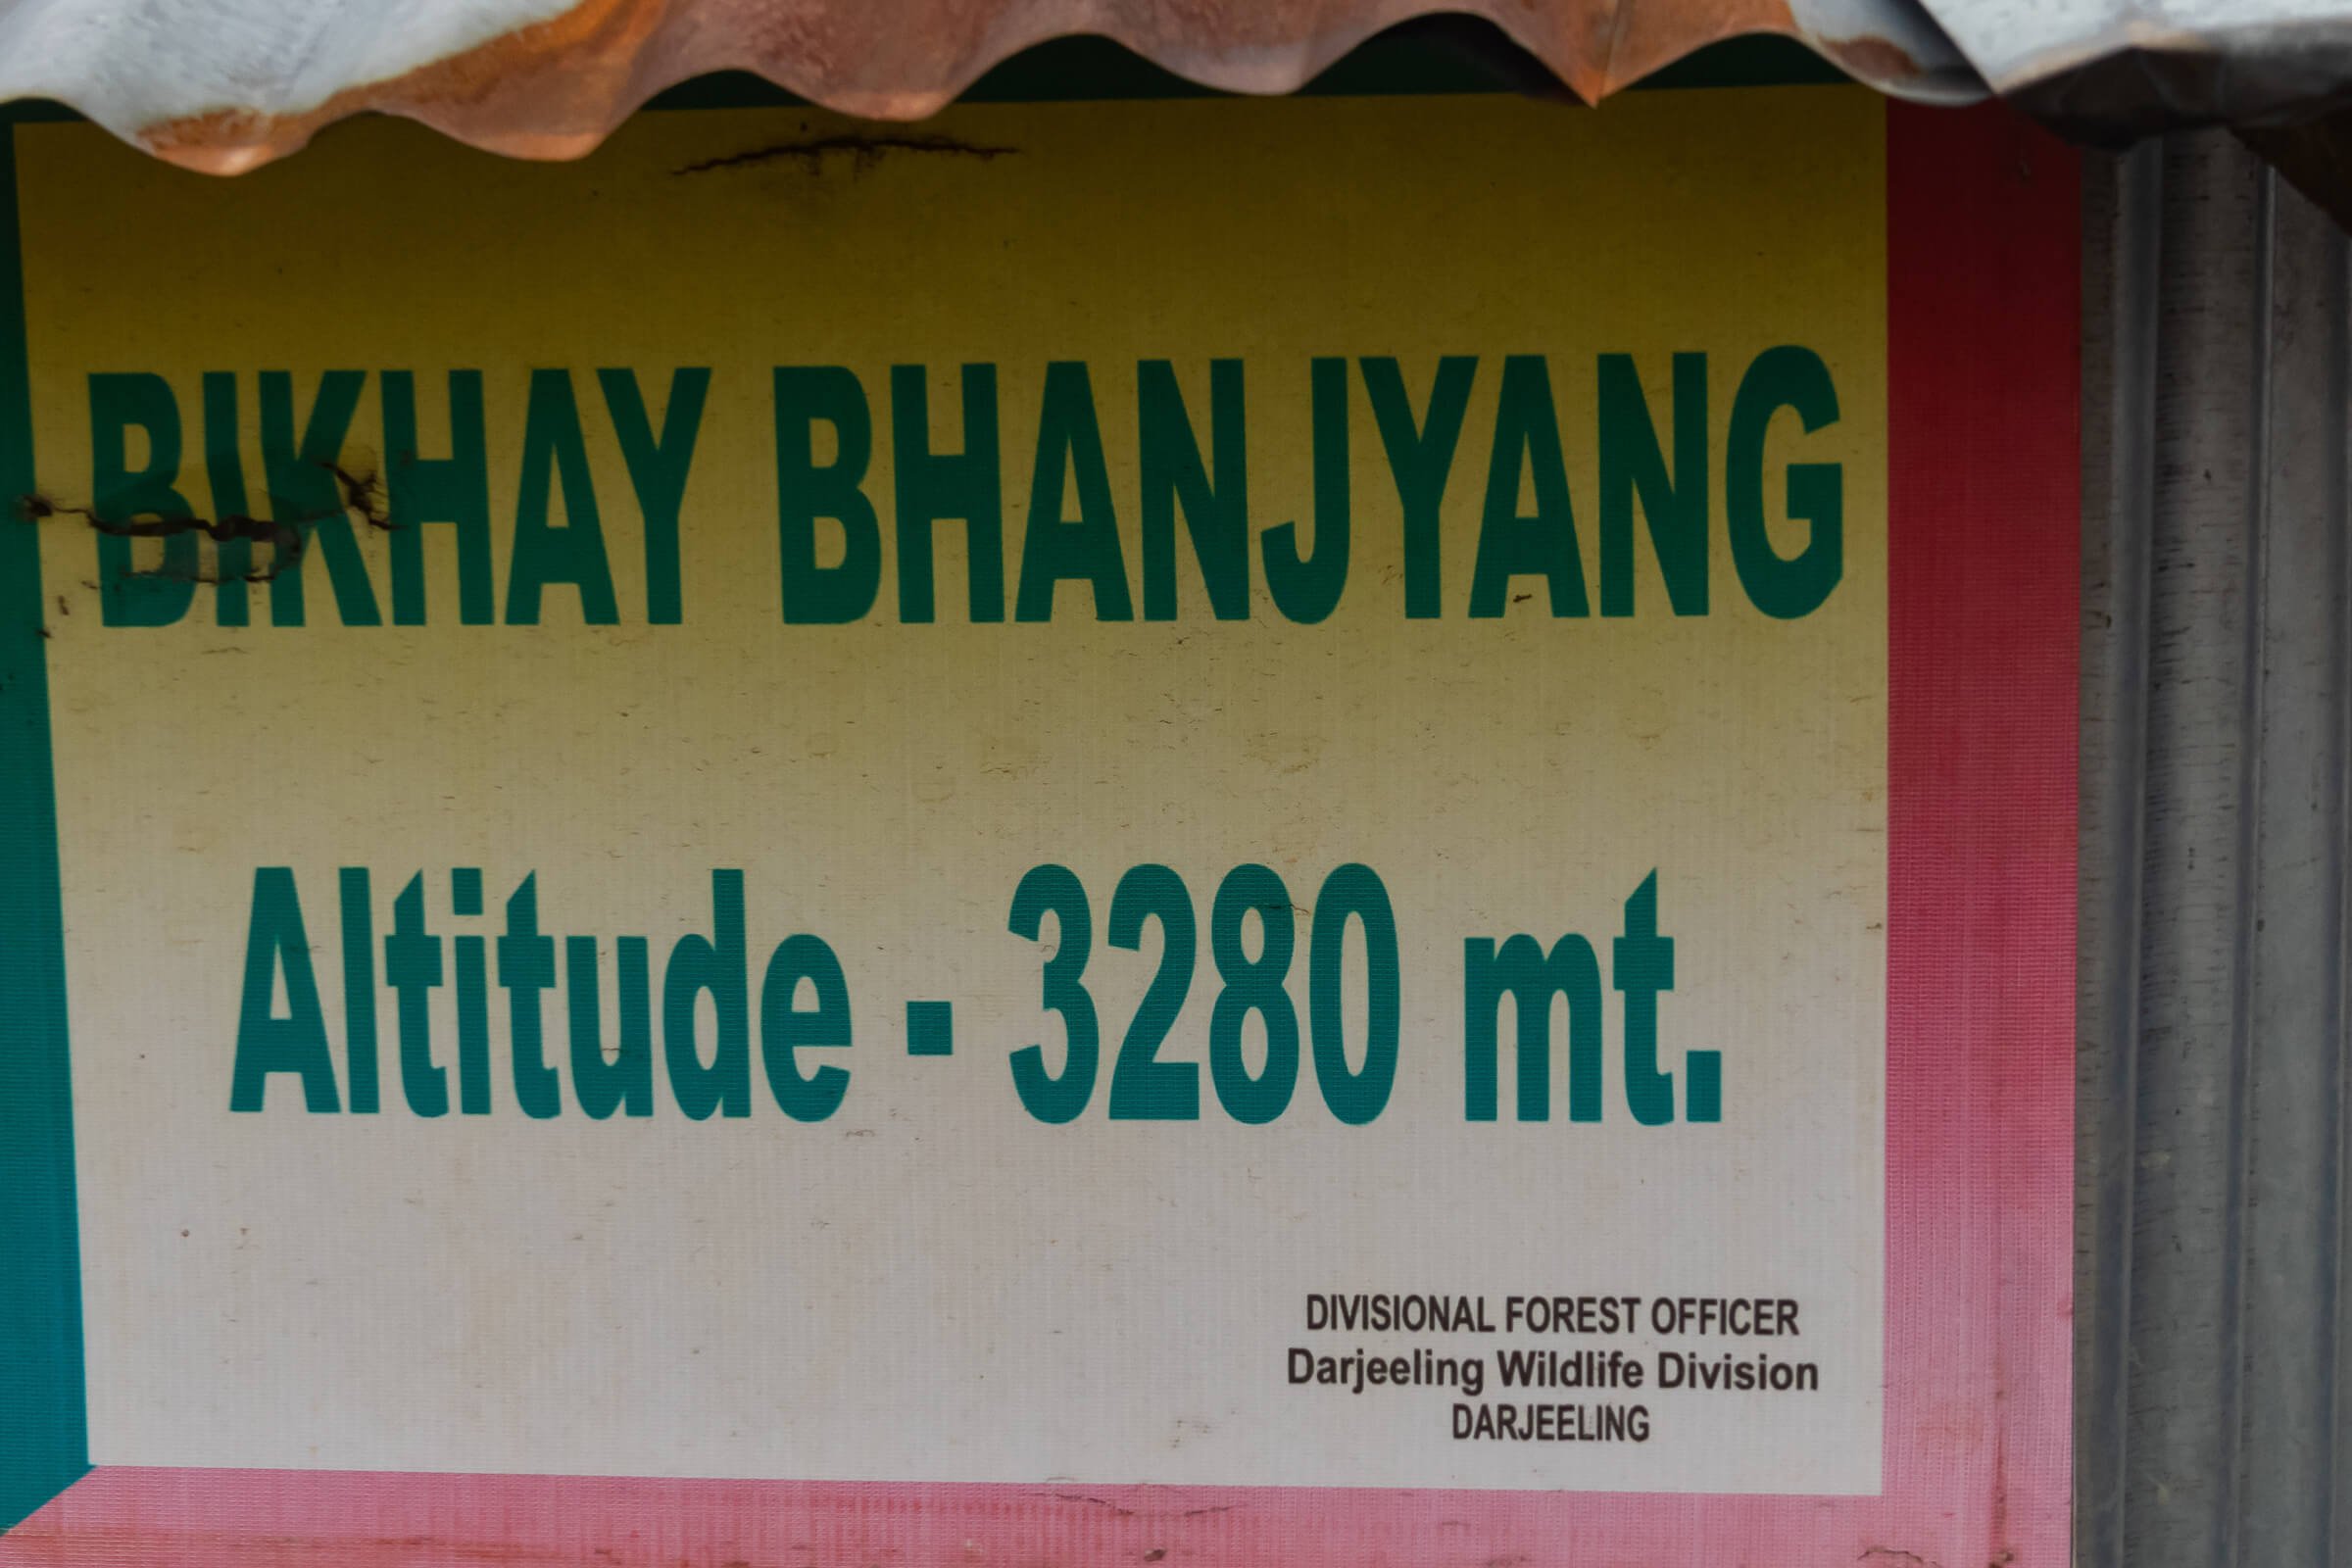 BIKHAY BHANJYANG
Altitude - 3280 mt.
DIVISIONAL FOREST OFFICER
Darjeeling Wildlife Division
DARJEELING